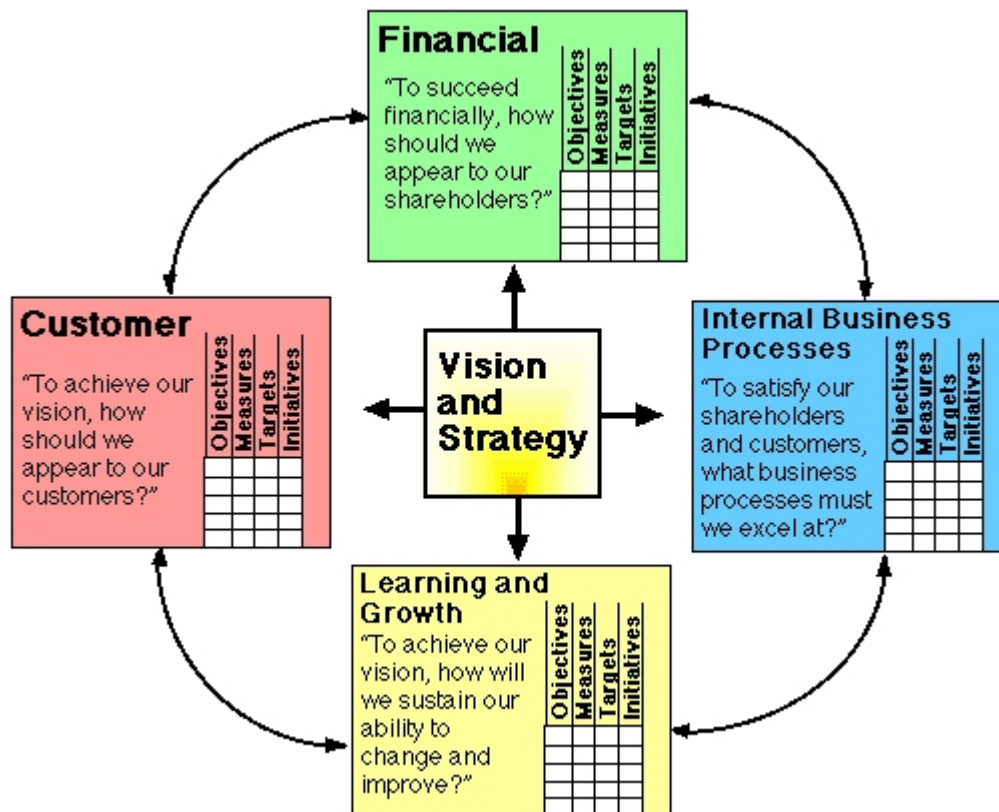 Financial
“To succeed
financially, how
should we
appear to our
shareholders?”
Objectives
Measures
Targets
Initiatives
Customer
“To achieve our
vision, how
should we
appear to our
customers?”
Objectives
Measures
Targets
Initiatives
Vision
and
Strategy
Internal Business
Processes
“To satisfy our
shareholders
and customers,
what business
processes must
we excel at?”
Objectives
Measures
Targets
Initiatives
Learning and
Growth
“To achieve our
vision, how will
we sustain our
ability to
change and
improve?”
Objectives
Measures
Targets
Initiatives